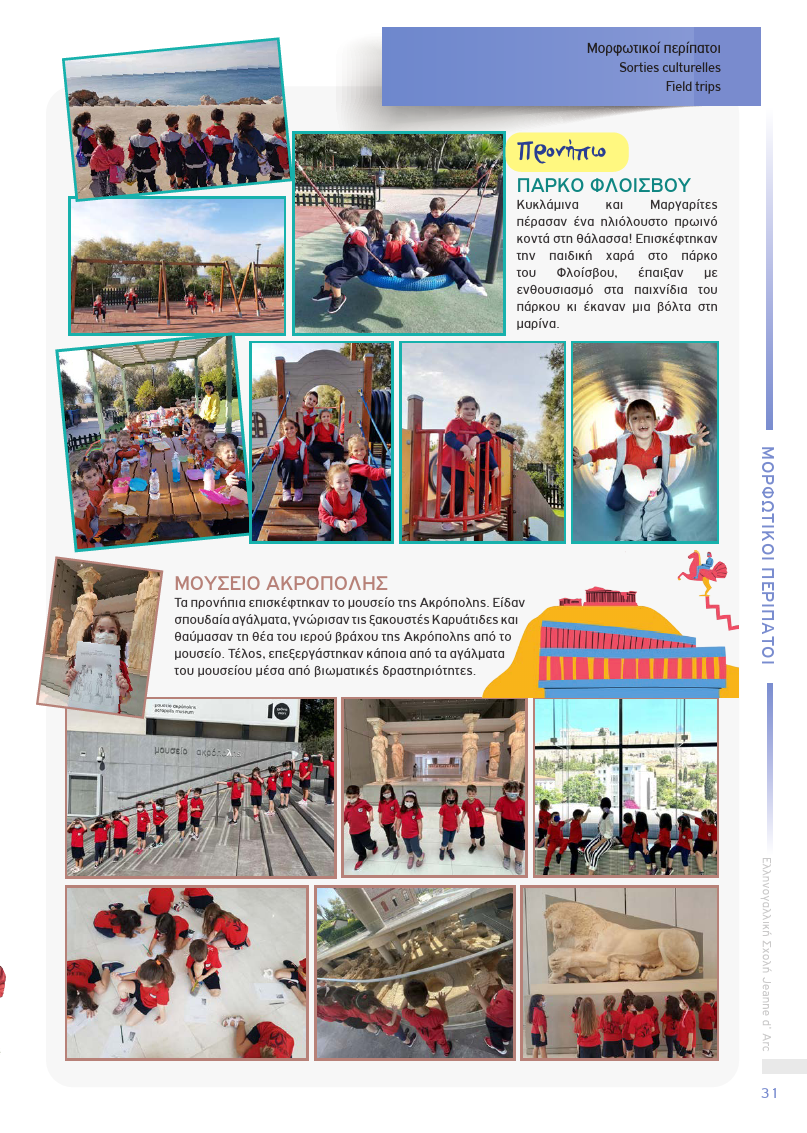 Μορφωτικοί περίπατοι
Sorties culturelles
Field trips
Προνήπιο
ΠΑΡΚΟ ΦΛΟΙΣΒΟΥ
Κυκλάμινα και Μαργαρίτες
πέρασαν ένα ηλιόλουστο πρωινό
κοντά στη θάλασσα! Επισκέφτηκαν
την παιδική χαρά στο πάρκο
του Φλοίσβου, έπαιξαν με
ενθουσιασμό στα παιχνίδια του
πάρκου κι έκαναν μια βόλτα στη
μαρίνα.
ΜΟΥΣΕΙΟ ΑΚΡΟΠΟΛΗΣ
Τα προνήπια επισκέφτηκαν το μουσείο της Ακρόπολης. Είδαν
σπουδαία αγάλματα, γνώρισαν τις ξακουστές Καρυάτιδες και
θαύμασαν τη θέα του ιερού βράχου της Ακρόπολης από το
μουσείο. Τέλος, επεξεργάστηκαν κάποια από τα αγάλματα
του μουσείου μέσα από βιωματικές δραστηριότητες.
μουσείο ακρόπολης
acropolis museum
μουσείο ακρόπολης
ΜΟΡΦΩΤΙΚΟΙ ΠΕΡΙΠΑΤΟΙ
Ελληνογαλλική Σχολή Jeanne d' Arc
31